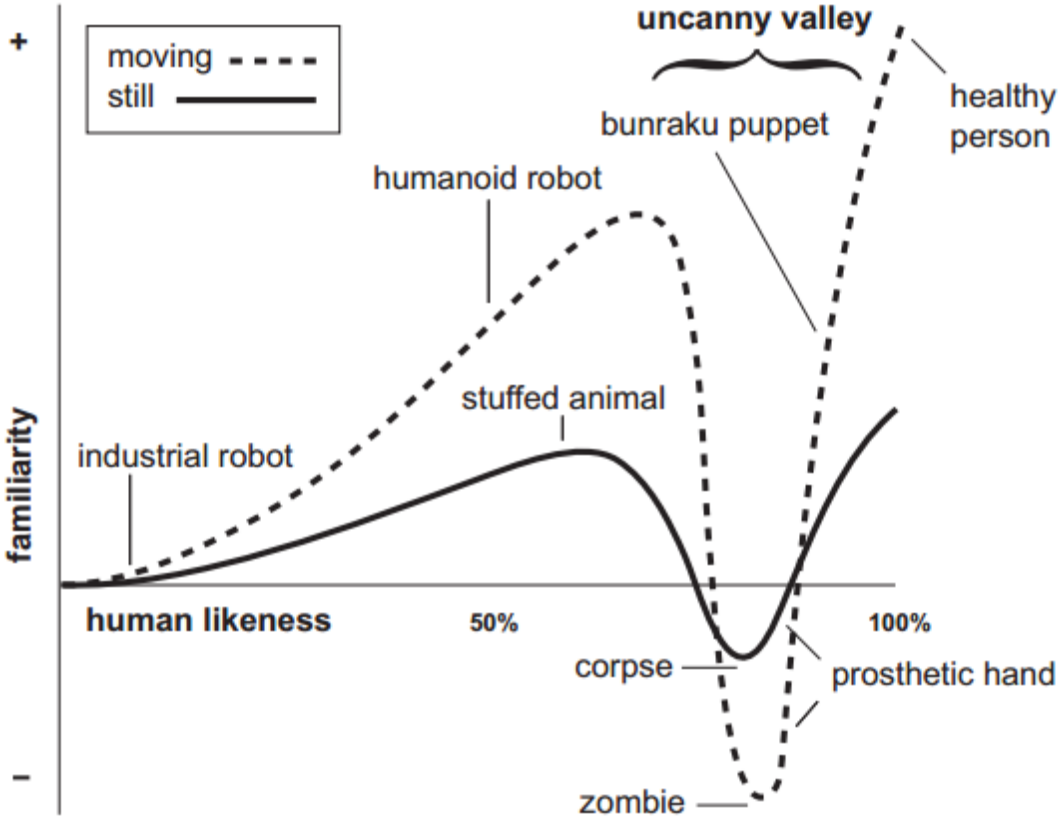 +
uncanny valley
moving
still
healthy
person
bunraku puppet
humanoid robot
stuffed animal
industrial robot
familiarity
human likeness
50%
100%
corpse
prosthetic hand
–
zombie